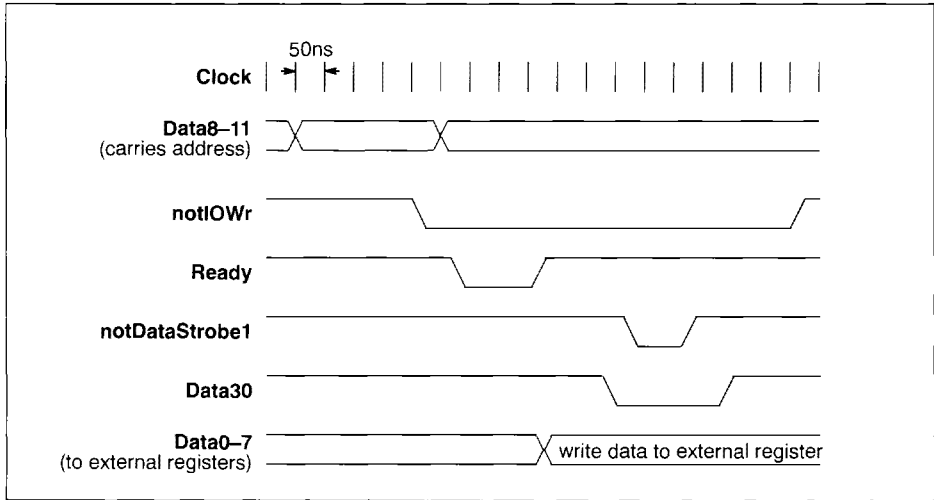 50ns
Clock
Data8–11
(carries address)
notIOWr
Ready
notDataStrobe1
Data30
Data0–7
(to external registers)
write data to external register